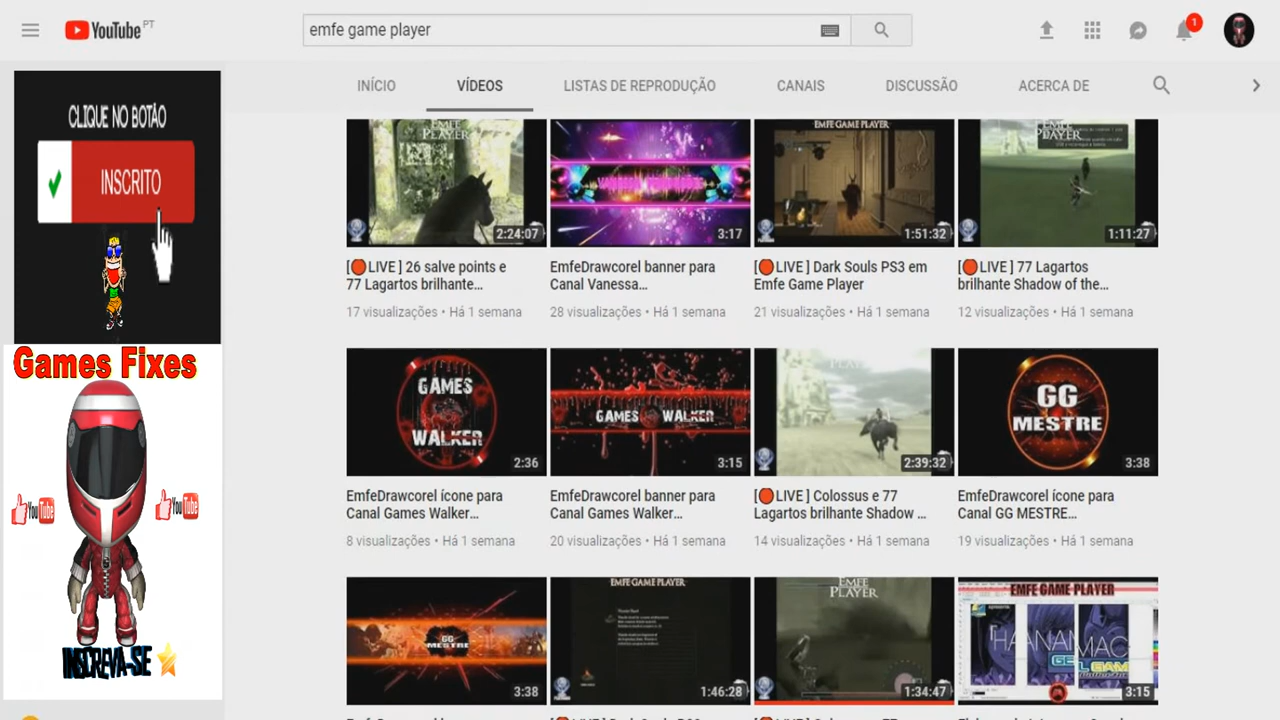 YouTube PT
emfe game player
1
CLIQUE NO BOTÃO
INSCRITO
Games Fixes
You Tube
You Tube
INSCREVA-SE
INÍCIO
VÍDEOS
LISTAS DE REPRODUÇÃO
CANAIS
DISCUSSÃO
ACERCA DE
EMFE
PLAYER
2:24:07
3:17
EMFE GAME PLAYER
1:51:32
PLAYER
1:11:27
[🔴LIVE ] 26 salve points e
77 Lagartos brilhante...
17 visualizações • Há 1 semana
EmfeDrawcorel banner para
Canal Vanessa...
28 visualizações • Há 1 semana
[🔴LIVE ] Dark Souls PS3 em
Emfe Game Player
21 visualizações • Há 1 semana
[🔴LIVE ] 77 Lagartos
brilhante Shadow of the...
12 visualizações • Há 1 semana
GAMES
WALKER
2:36
GAMES WALKER
3:15
PLAYER
2:39:32
GG
MESTRE
3:38
EmfeDrawcorel ícone para
Canal Games Walker...
8 visualizações • Há 1 semana
EmfeDrawcorel banner para
Canal Games Walker...
20 visualizações • Há 1 semana
[🔴LIVE ] Colossus e 77
Lagartos brilhante Shadow ...
14 visualizações • Há 1 semana
EmfeDrawcorel ícone para
Canal GG MESTRE...
19 visualizações • Há 1 semana
GG
MESTRE
3:38
EMFE GAME PLAYER
1:46:28
EMFE
PLAYER
1:34:47
EMFE GAME PLAYER
3:15